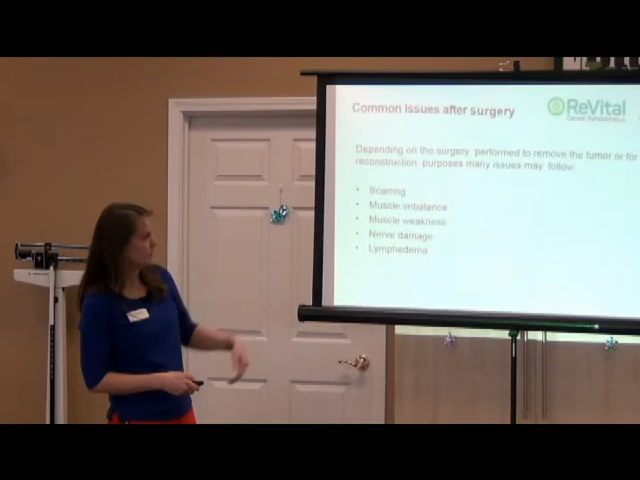 Common Issues after surgery
ReVital
Cancer Rehabilitation
Depending on the surgery performed to remove the tumor or for
reconstruction purposes many issues may follow
• Scarring
• Muscle imbalance
• Muscle weakness
• Nerve damage
• Lymphedema